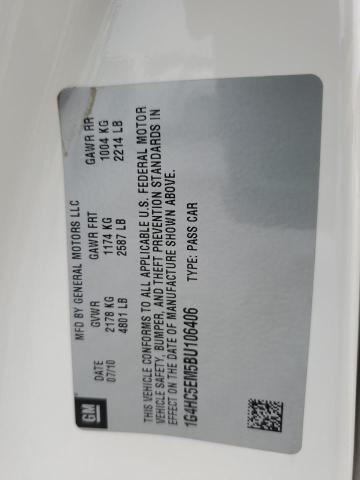 GM
MFD BY GENERAL MOTORS LLC
DATE GVWR GAWR FRT GAWR RR
07/10 2178 KG 1174 KG 1004 KG
4801 LB 2587 LB 2214 LB
THIS VEHICLE CONFORMS TO ALL APPLICABLE U.S. FEDERAL MOTOR
VEHICLE SAFETY, BUMPER, AND THEFT PREVENTION STANDARDS IN
EFFECT ON THE DATE OF MANUFACTURE SHOWN ABOVE.
1G4HC5EM5BU106406 TYPE: PASS CAR